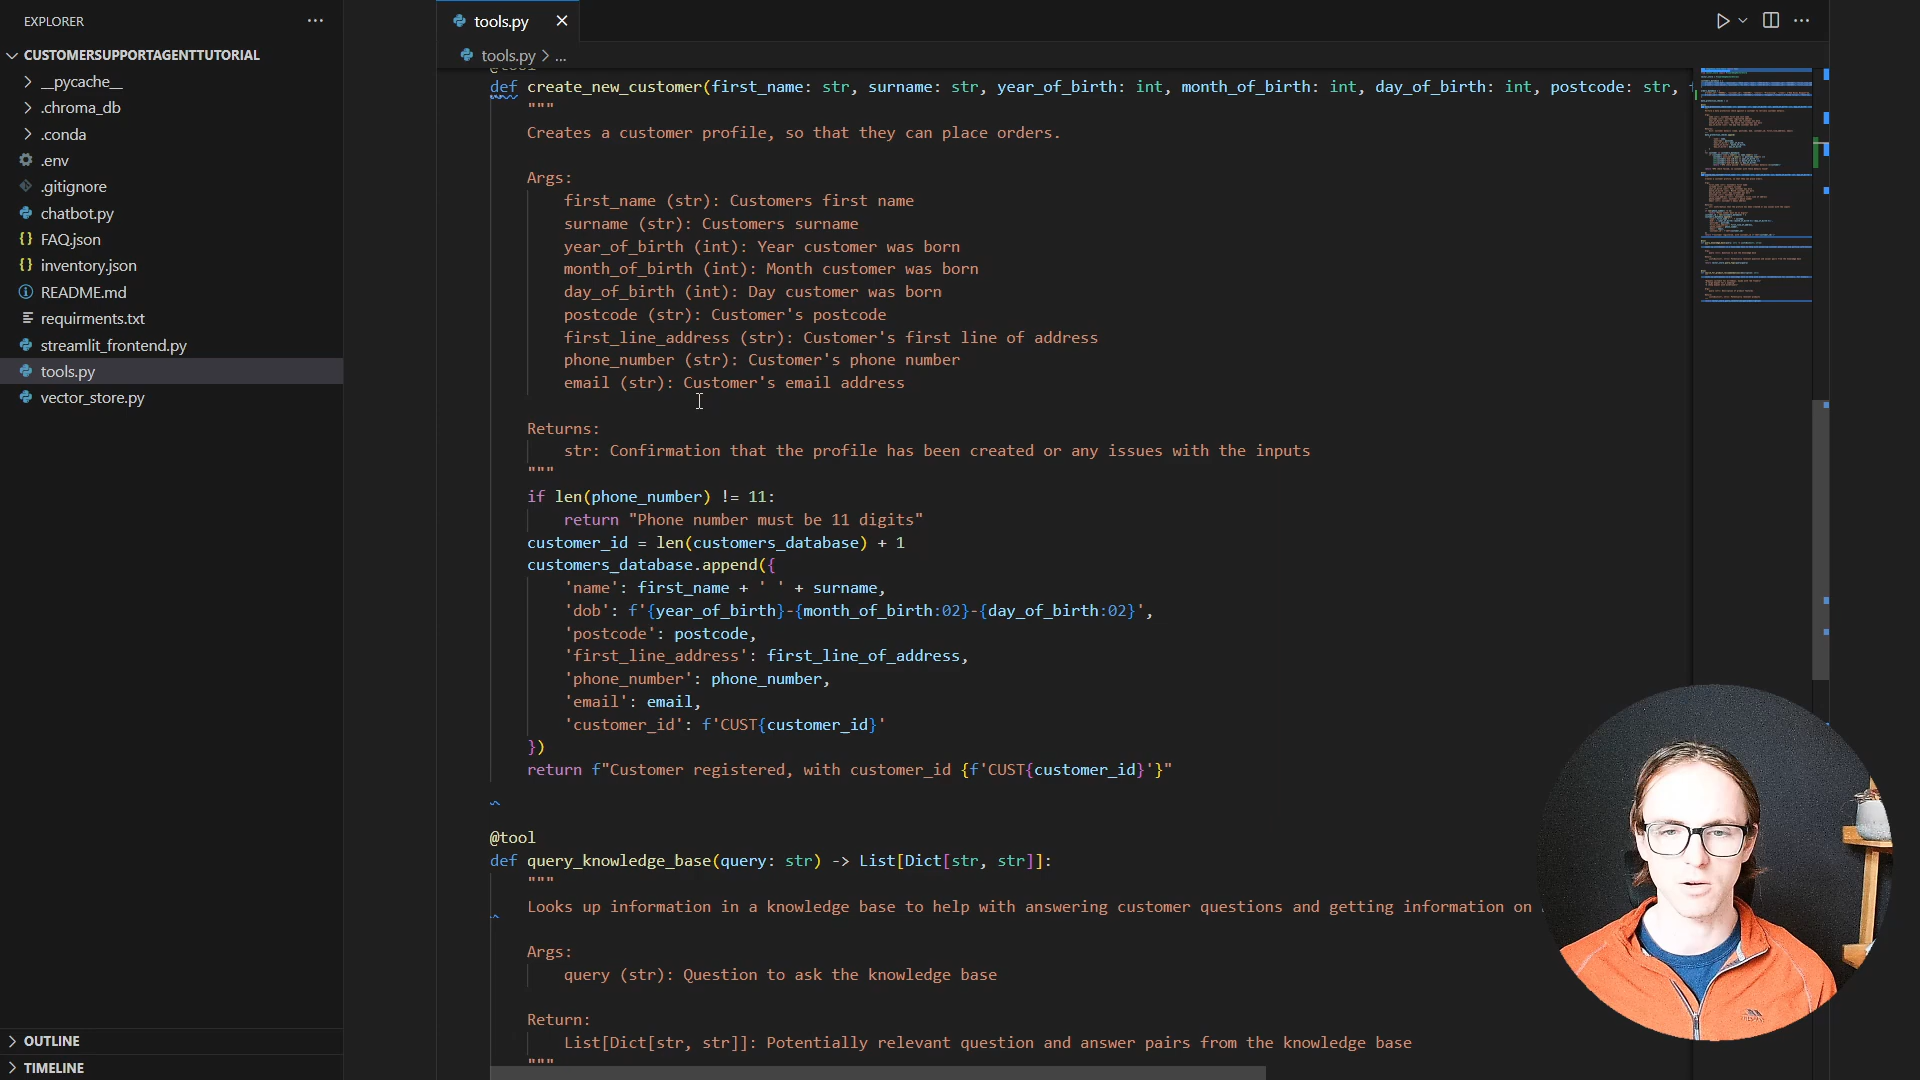 EXPLORER
CUSTOMERSUPPORTAGENTTUTORIAL
__pycache__
.chroma_db
.conda
.env
.gitignore
chatbot.py
FAQ.json
inventory.json
README.md
requirments.txt
streamlit_frontend.py
tools.py
vector_store.py
OUTLINE
TIMELINE
tools.py
tools.py > ...
@tool
def create_new_customer(first_name: str, surname: str, year_of_birth: int, month_of_birth: int, day_of_birth: int, postcode: str,
"""
Creates a customer profile, so that they can place orders.
Args:
first_name (str): Customers first name
surname (str): Customers surname
year_of_birth (int): Year customer was born
month_of_birth (int): Month customer was born
day_of_birth (int): Day customer was born
postcode (str): Customer's postcode
first_line_address (str): Customer's first line of address
phone_number (str): Customer's phone number
email (str): Customer's email address
Returns:
str: Confirmation that the profile has been created or any issues with the inputs
"""
if len(phone_number) != 11:
return "Phone number must be 11 digits"
customer_id = len(customers_database) + 1
customers_database.append({
'name': first_name + ' ' + surname,
'dob': f'{year_of_birth}-{month_of_birth:02}-{day_of_birth:02}',
'postcode': postcode,
'first_line_address': first_line_of_address,
'phone_number': phone_number,
'email': email,
'customer_id': f'CUST{customer_id}'
})
return f"Customer registered, with customer_id {f'CUST{customer_id}'}"
@tool
def query_knowledge_base(query: str) -> List[Dict[str, str]]:
"""
Looks up information in a knowledge base to help with answering customer questions and getting information on
Args:
query (str): Question to ask the knowledge base
Return:
List[Dict[str, str]]: Potentially relevant question and answer pairs from the knowledge base
"""